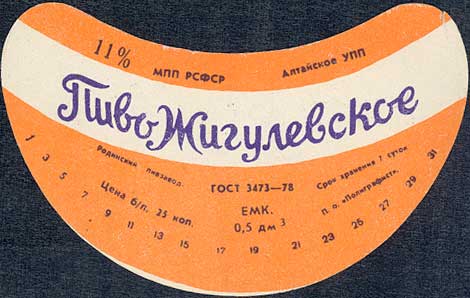 11% МПП РСФСР Алтайское УПП
Пиво Жигулевское
Родинский пивзавод.
Цена б/п. 25 коп.
ГОСТ 3473—78
ЕМК.
0,5 дм³
Срок хранения 7 суток
П. о. «Полиграфист».
1 3 5 7 9 11 13 15 17 19 21 23 26 27 29 31